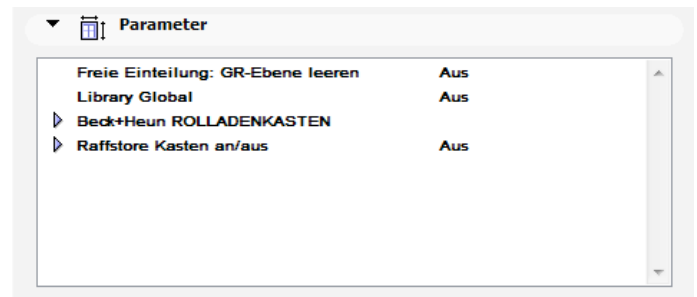 Parameter
Freie Einteilung: GR-Ebene leeren Aus
Library Global Aus
Beck+Heun ROLLADENKASTEN
Raffstore Kasten an/aus Aus